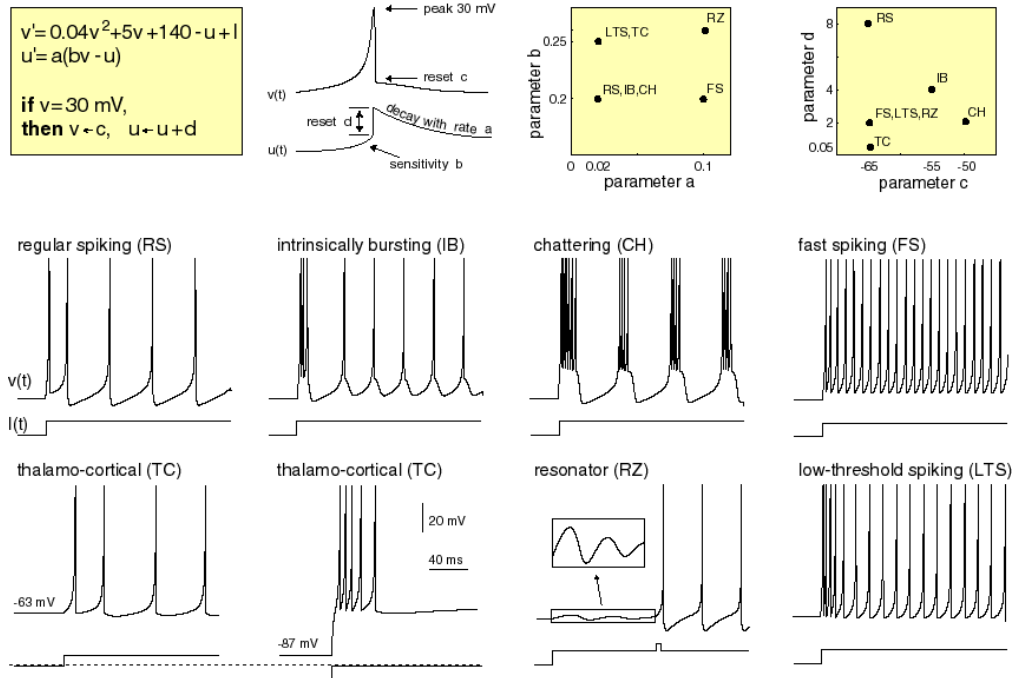 v'= 0.04v²+5v +140 - u + I
u'= a(bv - u)
if v = 30 mV,
then v ← c, u ← u + d
peak 30 mV
reset c
v(t)
reset d
decay with rate a
u(t)
sensitivity b
parameter b
0.25
0.2
LTS,TC
RZ
RS,IB,CH
FS
0
0.02
0.1
parameter a
parameter d
8
4
2
0.05
RS
IB
FS,LTS,RZ
CH
TC
-65
-55
-50
parameter c
regular spiking (RS)
intrinsically bursting (IB)
chattering (CH)
fast spiking (FS)
v(t)
I(t)
thalamo-cortical (TC)
thalamo-cortical (TC)
resonator (RZ)
low-threshold spiking (LTS)
20 mV
40 ms
-63 mV
-87 mV